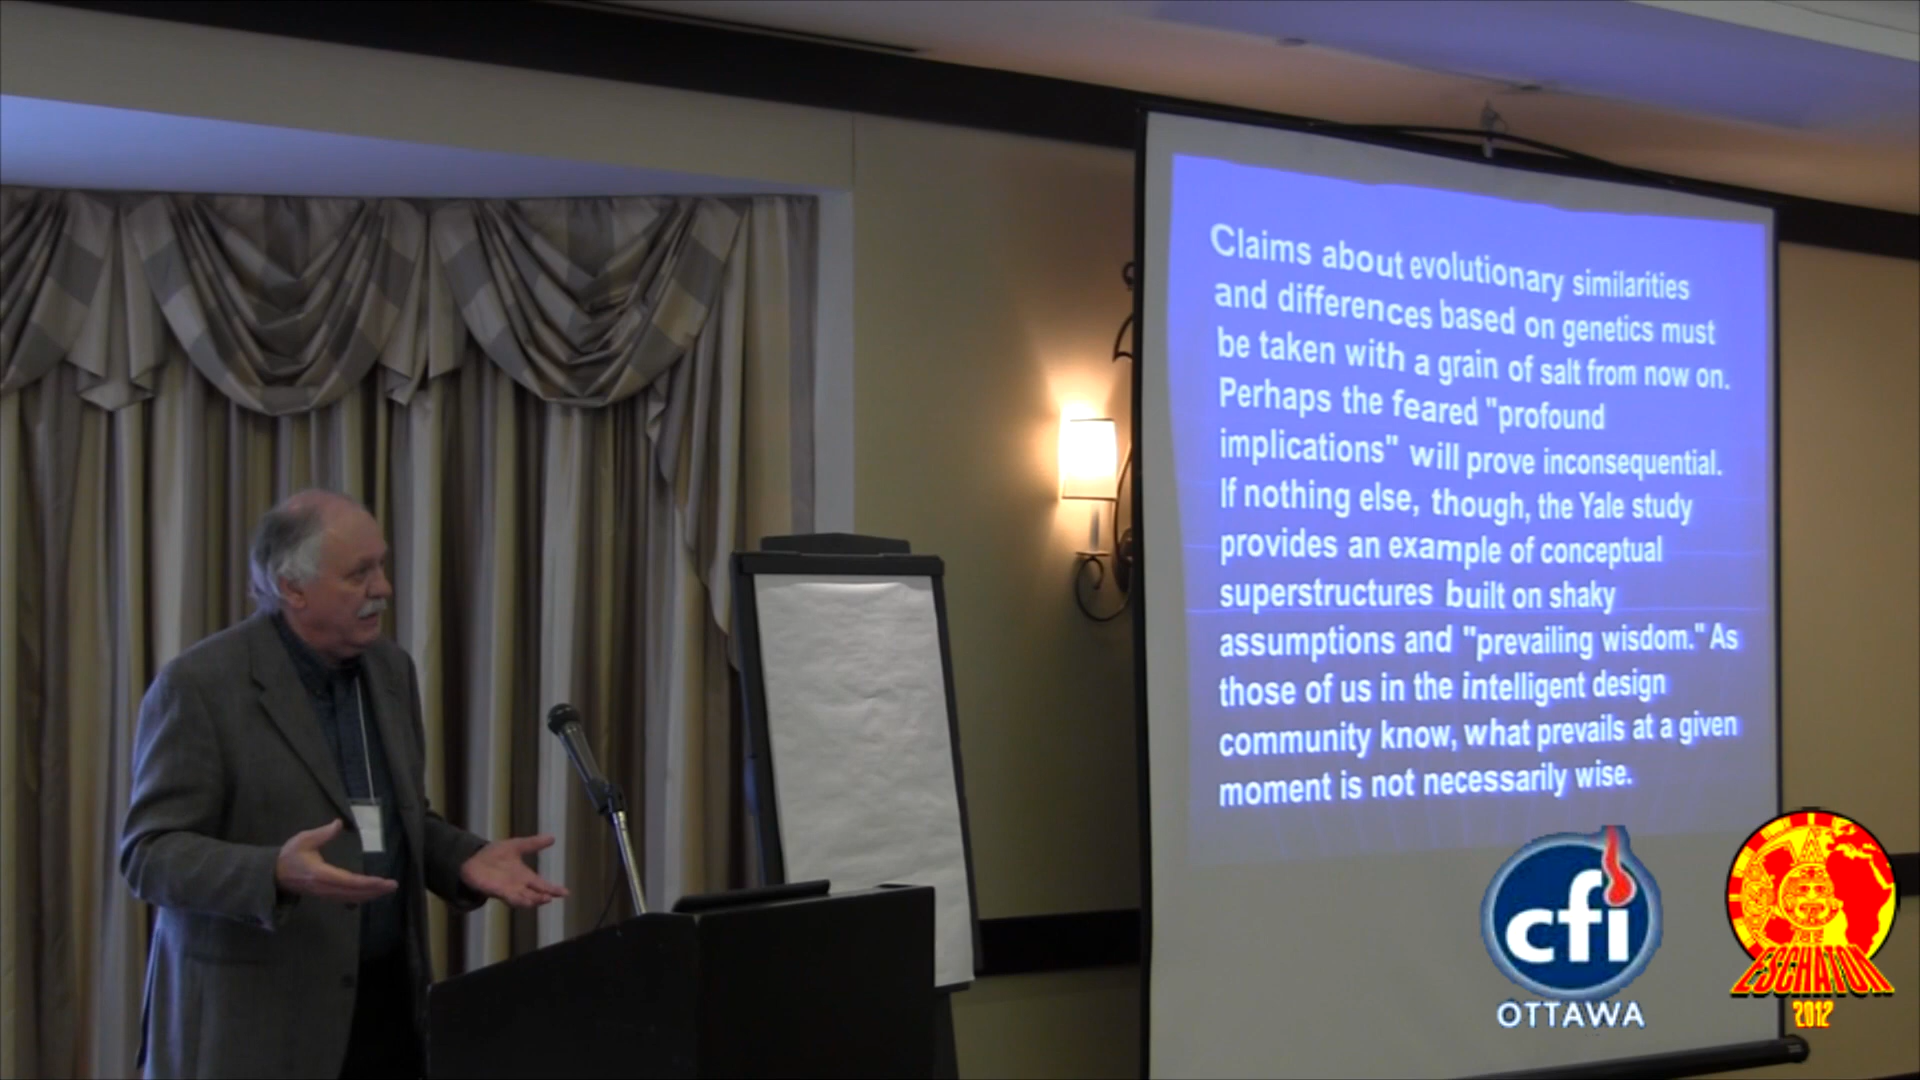 Claims about evolutionary similarities
and differences based on genetics must
be taken with a grain of salt from now on.
Perhaps the feared "profound
implications" will prove inconsequential.
If nothing else, though, the Yale study
provides an example of conceptual
superstructures built on shaky
assumptions and "prevailing wisdom." As
those of us in the intelligent design
community know, what prevails at a given
moment is not necessarily wise.
cfi
OTTAWA
ESCHATON
2012